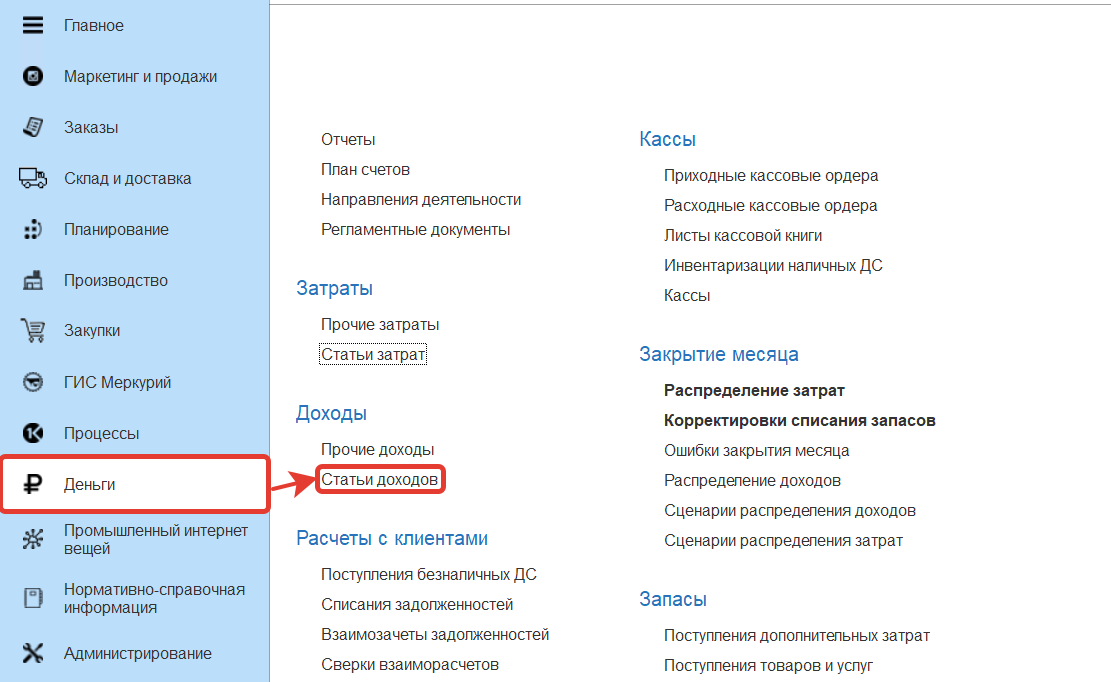 Главное
Маркетинг и продажи
Заказы
Склад и доставка
Планирование
Производство
Закупки
ГИС Меркурий
Процессы
Деньги
Промышленный интернет
вещей
Нормативно-справочная
информация
Администрирование
Отчеты
План счетов
Направления деятельности
Регламентные документы
Затраты
Прочие затраты
Статьи затрат
Доходы
Прочие доходы
Статьи доходов
Расчеты с клиентами
Поступления безналичных ДС
Списания задолженностей
Взаимозачеты задолженностей
Сверки взаиморасчетов
Кассы
Приходные кассовые ордера
Расходные кассовые ордера
Листы кассовой книги
Инвентаризации наличных ДС
Кассы
Закрытие месяца
Распределение затрат
Корректировки списания запасов
Ошибки закрытия месяца
Распределение доходов
Сценарии распределения доходов
Сценарии распределения затрат
Запасы
Поступления дополнительных затрат
Поступления товаров и услуг